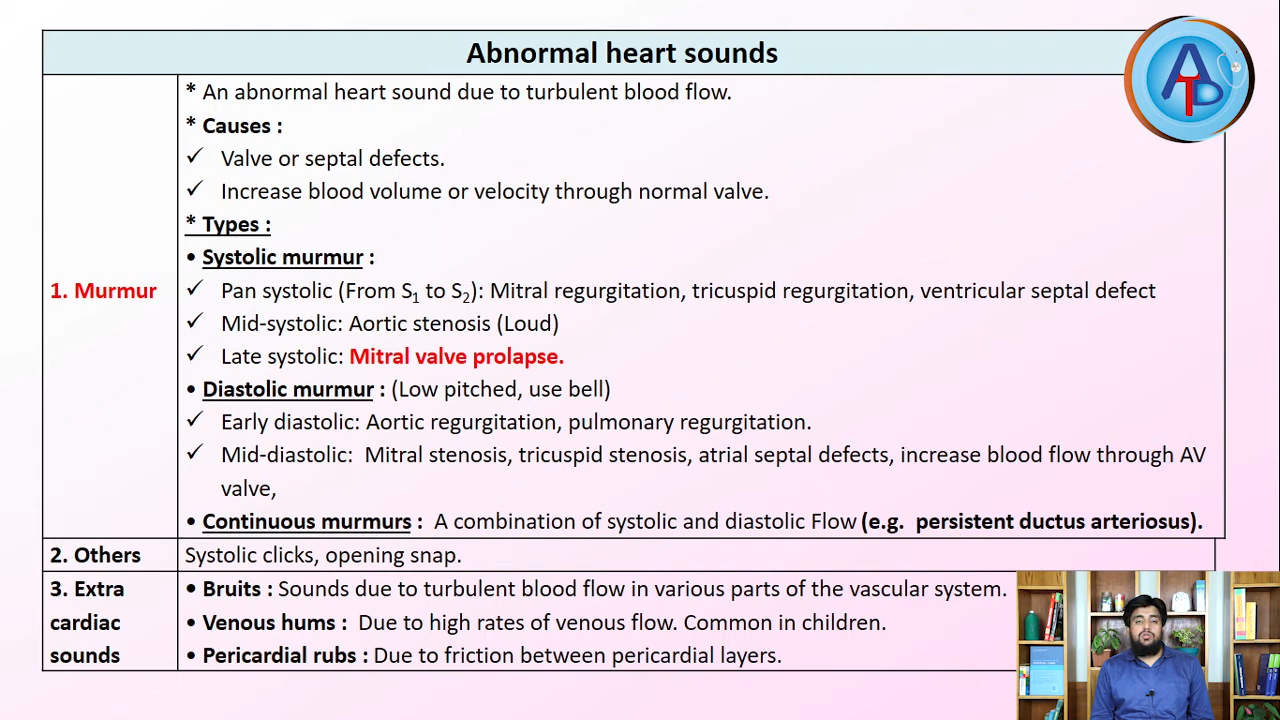 Abnormal heart sounds
ATB
1. Murmur
* An abnormal heart sound due to turbulent blood flow.
* Causes :
✓ Valve or septal defects.
✓ Increase blood volume or velocity through normal valve.
* Types :
• Systolic murmur :
✓ Pan systolic (From S₁ to S₂): Mitral regurgitation, tricuspid regurgitation, ventricular septal defect
✓ Mid-systolic: Aortic stenosis (Loud)
✓ Late systolic: Mitral valve prolapse.
• Diastolic murmur : (Low pitched, use bell)
✓ Early diastolic: Aortic regurgitation, pulmonary regurgitation.
✓ Mid-diastolic: Mitral stenosis, tricuspid stenosis, atrial septal defects, increase blood flow through AV
valve,
• Continuous murmurs : A combination of systolic and diastolic Flow (e.g. persistent ductus arteriosus).
2. Others
Systolic clicks, opening snap.
3. Extra
cardiac
sounds
• Bruits : Sounds due to turbulent blood flow in various parts of the vascular system.
• Venous hums : Due to high rates of venous flow. Common in children.
• Pericardial rubs : Due to friction between pericardial layers.